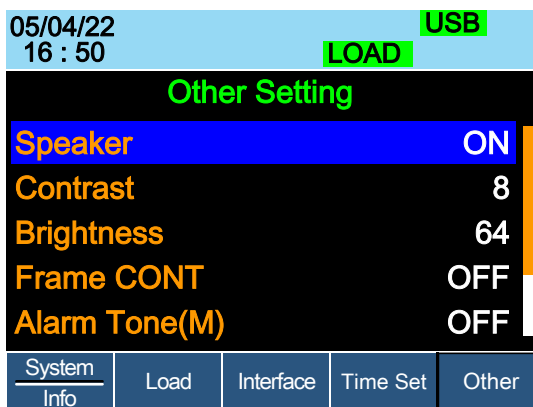 05/04/22 USB
16 : 50 LOAD
Other Setting
Speaker ON
Contrast 8
Brightness 64
Frame CONT OFF
Alarm Tone(M) OFF
System Info Load Interface Time Set Other